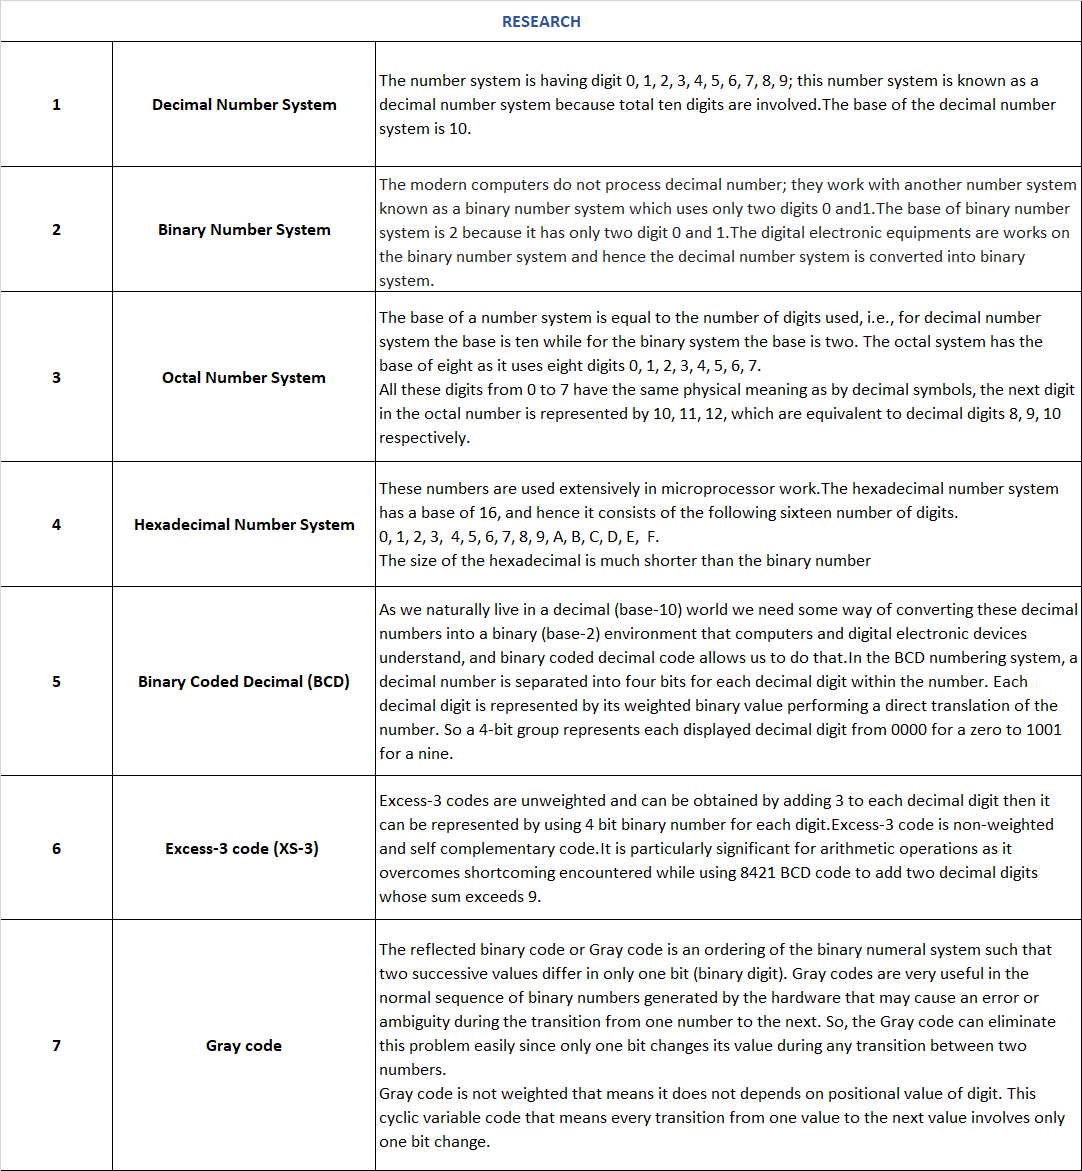 RESEARCH
1
Decimal Number System
The number system is having digit 0, 1, 2, 3, 4, 5, 6, 7, 8, 9; this number system is known as a
decimal number system because total ten digits are involved.The base of the decimal number
system is 10.
2
Binary Number System
The modern computers do not process decimal number; they work with another number system
known as a binary number system which uses only two digits 0 and1.The base of binary number
system is 2 because it has only two digit 0 and 1.The digital electronic equipments are works on
the binary number system and hence the decimal number system is converted into binary
system.
3
Octal Number System
The base of a number system is equal to the number of digits used, i.e., for decimal number
system the base is ten while for the binary system the base is two. The octal system has the
base of eight as it uses eight digits 0, 1, 2, 3, 4, 5, 6, 7.
All these digits from 0 to 7 have the same physical meaning as by decimal symbols, the next digit
in the octal number is represented by 10, 11, 12, which are equivalent to decimal digits 8, 9, 10
respectively.
4
Hexadecimal Number System
These numbers are used extensively in microprocessor work.The hexadecimal number system
has a base of 16, and hence it consists of the following sixteen number of digits.
0, 1, 2, 3,  4, 5, 6, 7, 8, 9, A, B, C, D, E,  F.
The size of the hexadecimal is much shorter than the binary number
5
Binary Coded Decimal (BCD)
As we naturally live in a decimal (base-10) world we need some way of converting these decimal
numbers into a binary (base-2) environment that computers and digital electronic devices
understand, and binary coded decimal code allows us to do that.In the BCD numbering system, a
decimal number is separated into four bits for each decimal digit within the number. Each
decimal digit is represented by its weighted binary value performing a direct translation of the
number. So a 4-bit group represents each displayed decimal digit from 0000 for a zero to 1001
for a nine.
6
Excess-3 code (XS-3)
Excess-3 codes are unweighted and can be obtained by adding 3 to each decimal digit then it
can be represented by using 4 bit binary number for each digit.Excess-3 code is non-weighted
and self complementary code.It is particularly significant for arithmetic operations as it
overcomes shortcoming encountered while using 8421 BCD code to add two decimal digits
whose sum exceeds 9.
7
Gray code
The reflected binary code or Gray code is an ordering of the binary numeral system such that
two successive values differ in only one bit (binary digit). Gray codes are very useful in the
normal sequence of binary numbers generated by the hardware that may cause an error or
ambiguity during the transition from one number to the next. So, the Gray code can eliminate
this problem easily since only one bit changes its value during any transition between two
numbers.
Gray code is not weighted that means it does not depends on positional value of digit. This
cyclic variable code that means every transition from one value to the next value involves only
one bit change.